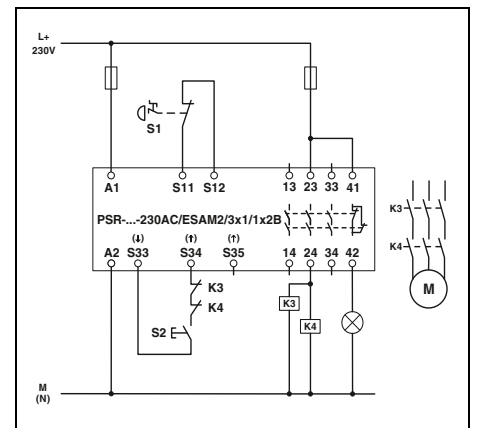 L+
230V
S1
A1 S11 S12 13 23 33 41
PSR-...-230AC/ESAM2/3x1/1x2B
(↓) (↑) (↑)
A2 S33 S34 S35 14 24 34 42
K3
K4
M
K3
K4
S2
K3
K4
M
(N)